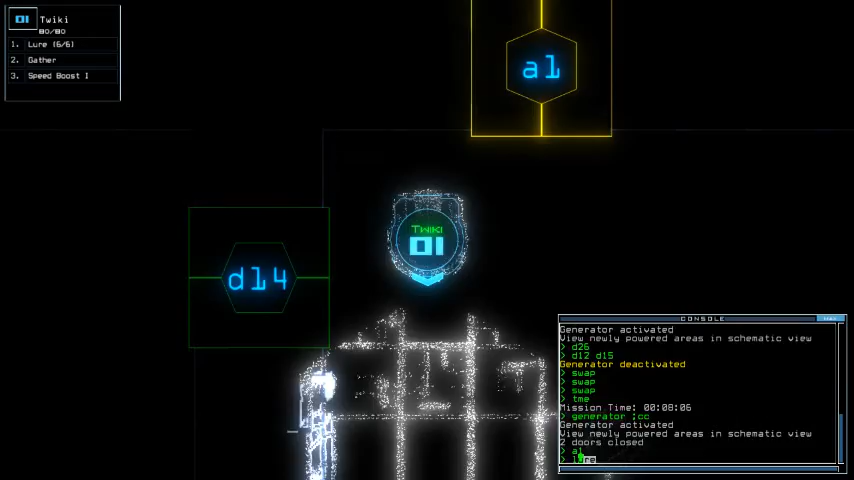 01 Twiki
80/80
1. Lure (6/6)
2. Gather
3. Speed Boost I
a1
d14
TWIKI
01
CONSOLE
Generator activated
View newly powered areas in schematic view
> d26
> d12 d15
Generator deactivated
> swap
> swap
> swap
> tme
Mission Time: 00:08:06
> generator ;cc
Generator activated
View newly powered areas in schematic view
2 doors closed
> a1
> lure